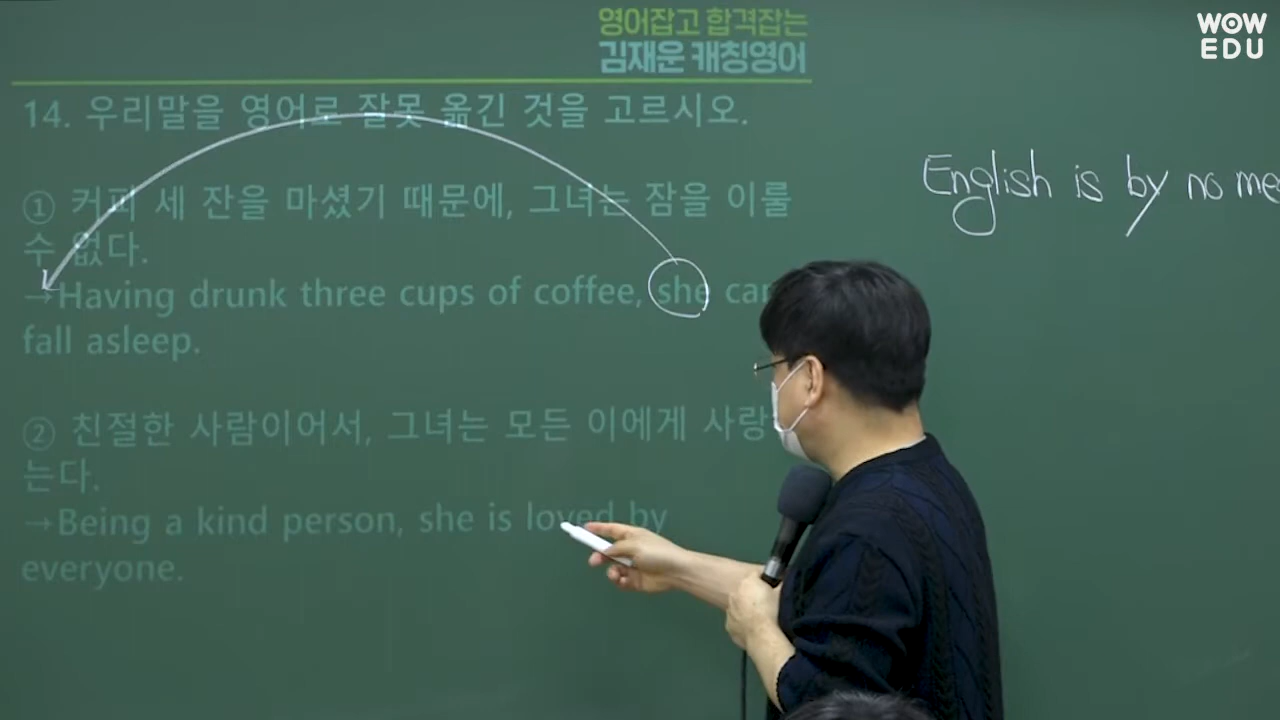 WOW
EDU
영어잡고 합격잡는
김재운 캐칭영어
14. 우리말을 영어로 잘못 옮긴 것을 고르시오.
① 커피 세 잔을 마셨기 때문에, 그녀는 잠을 이룰
수 없다.
→Having drunk three cups of coffee, she
fall asleep.
② 친절한 사람이어서, 그녀는 모든 이에게
는다.
→Being a kind person, she is loved by
everyone.
English is by no